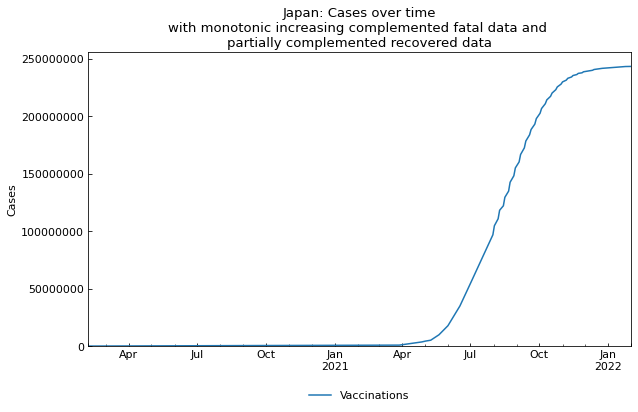 Japan: Cases over time
with monotonic increasing complemented fatal data and
partially complemented recovered data
250000000
200000000
150000000
100000000
50000000
0
Cases
Apr Jul Oct Jan Apr Jul Oct Jan
2021 2022
Vaccinations